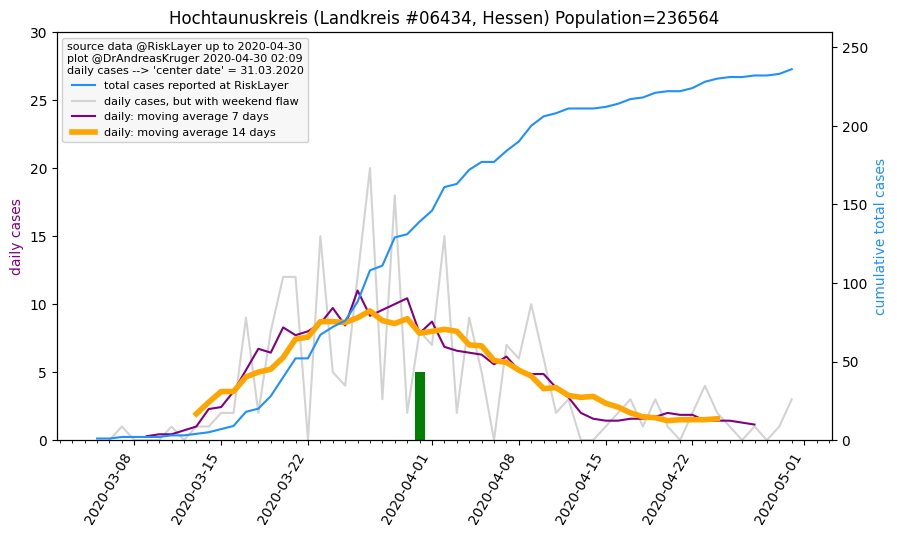 Hochtaunuskreis (Landkreis #06434, Hessen) Population=236564
source data @RiskLayer up to 2020-04-30
plot @DrAndreasKruger 2020-04-30 02:09
daily cases --> 'center date' = 31.03.2020
total cases reported at RiskLayer
daily cases, but with weekend flaw
daily: moving average 7 days
daily: moving average 14 days
daily cases
30
25
20
15
10
5
0
cumulative total cases
250
200
150
100
50
0
2020-03-08
2020-03-15
2020-03-22
2020-04-01
2020-04-08
2020-04-15
2020-04-22
2020-05-01